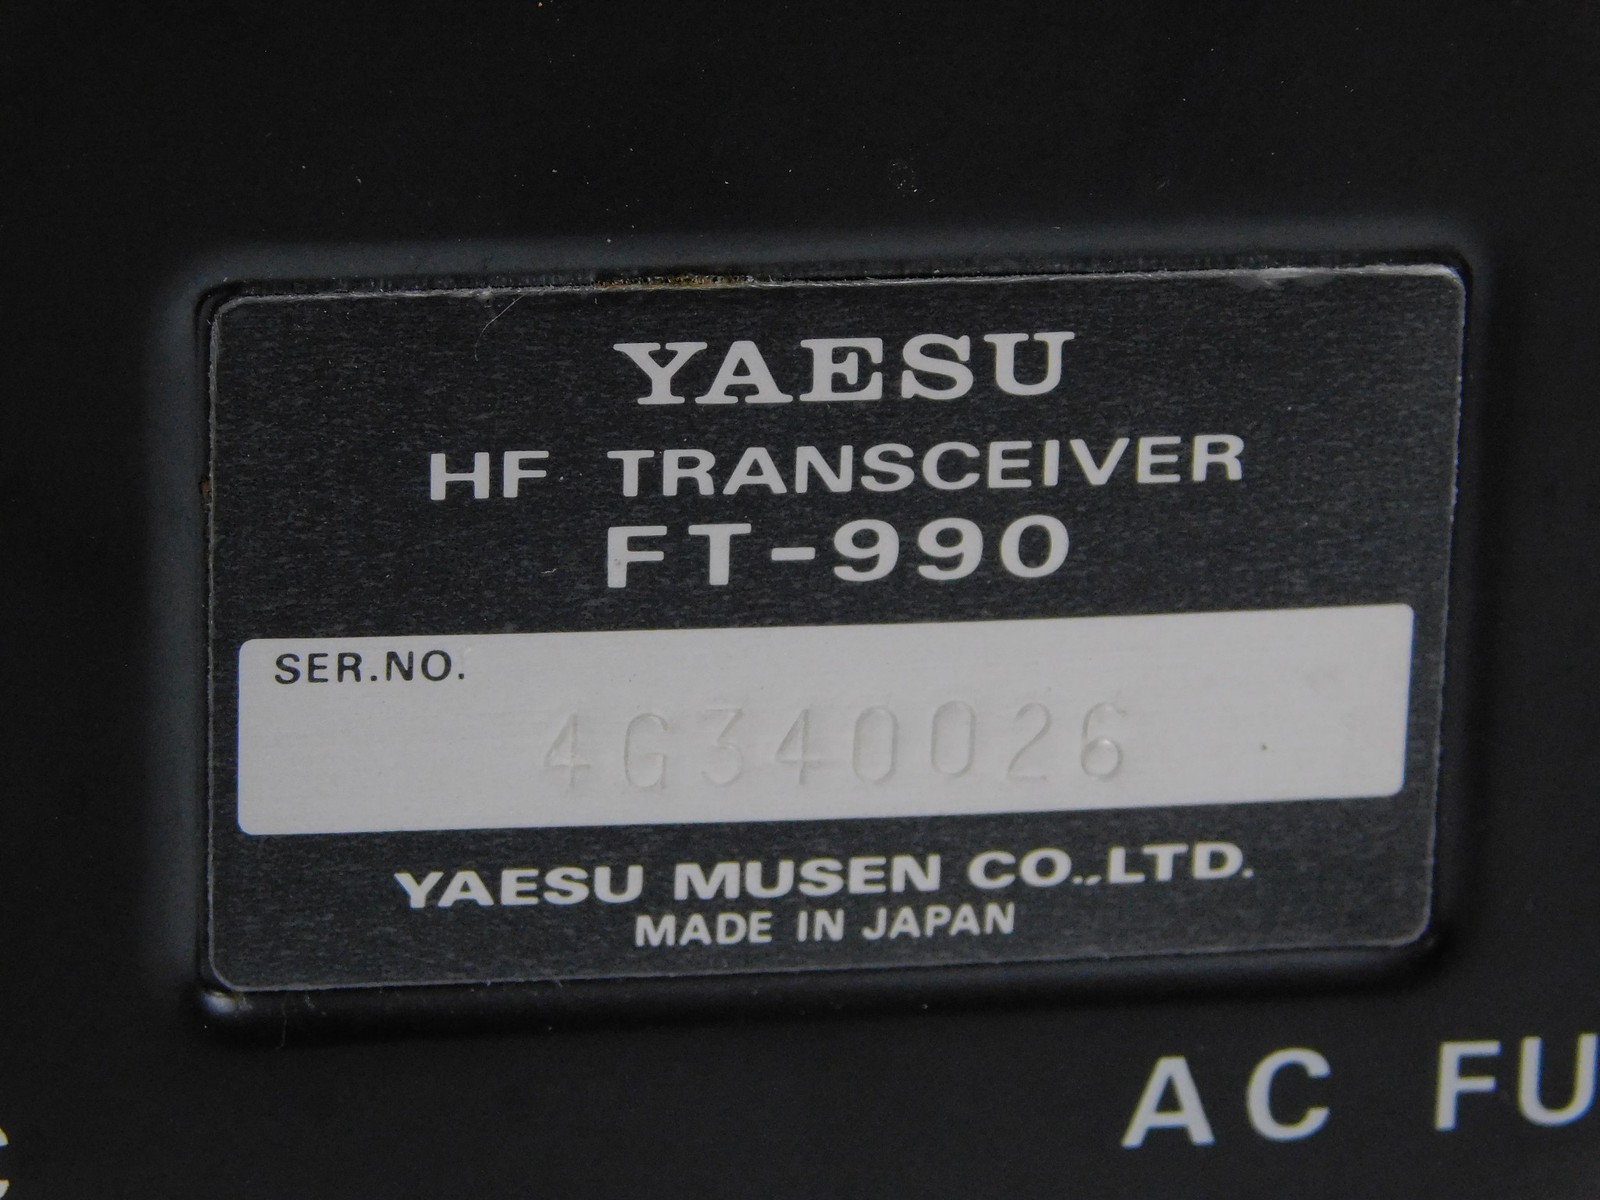 YAESU
HF TRANSCEIVER
FT-990
SER.NO.
4G340026
YAESU MUSEN CO.,LTD.
MADE IN JAPAN
AC FU
C